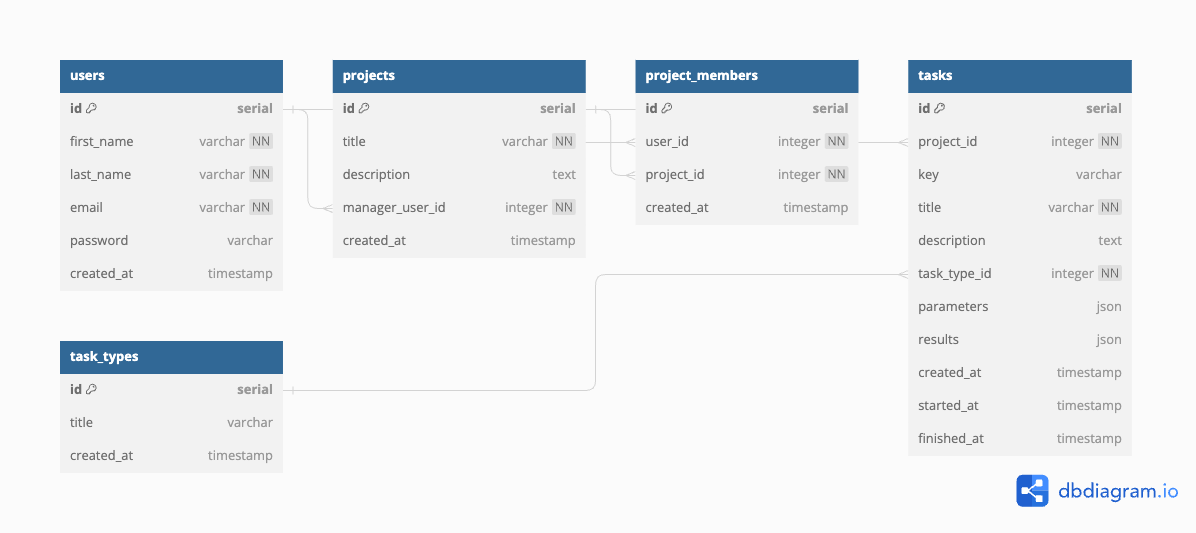 users
id serial
first_name varchar NN
last_name varchar NN
email varchar NN
password varchar
created_at timestamp
projects
id serial
title varchar NN
description text
manager_user_id integer NN
created_at timestamp
project_members
id serial
user_id integer NN
project_id integer NN
created_at timestamp
tasks
id serial
project_id integer NN
key varchar
title varchar NN
description text
task_type_id integer NN
parameters json
results json
created_at timestamp
started_at timestamp
finished_at timestamp
task_types
id serial
title varchar
created_at timestamp
dbdiagram.io